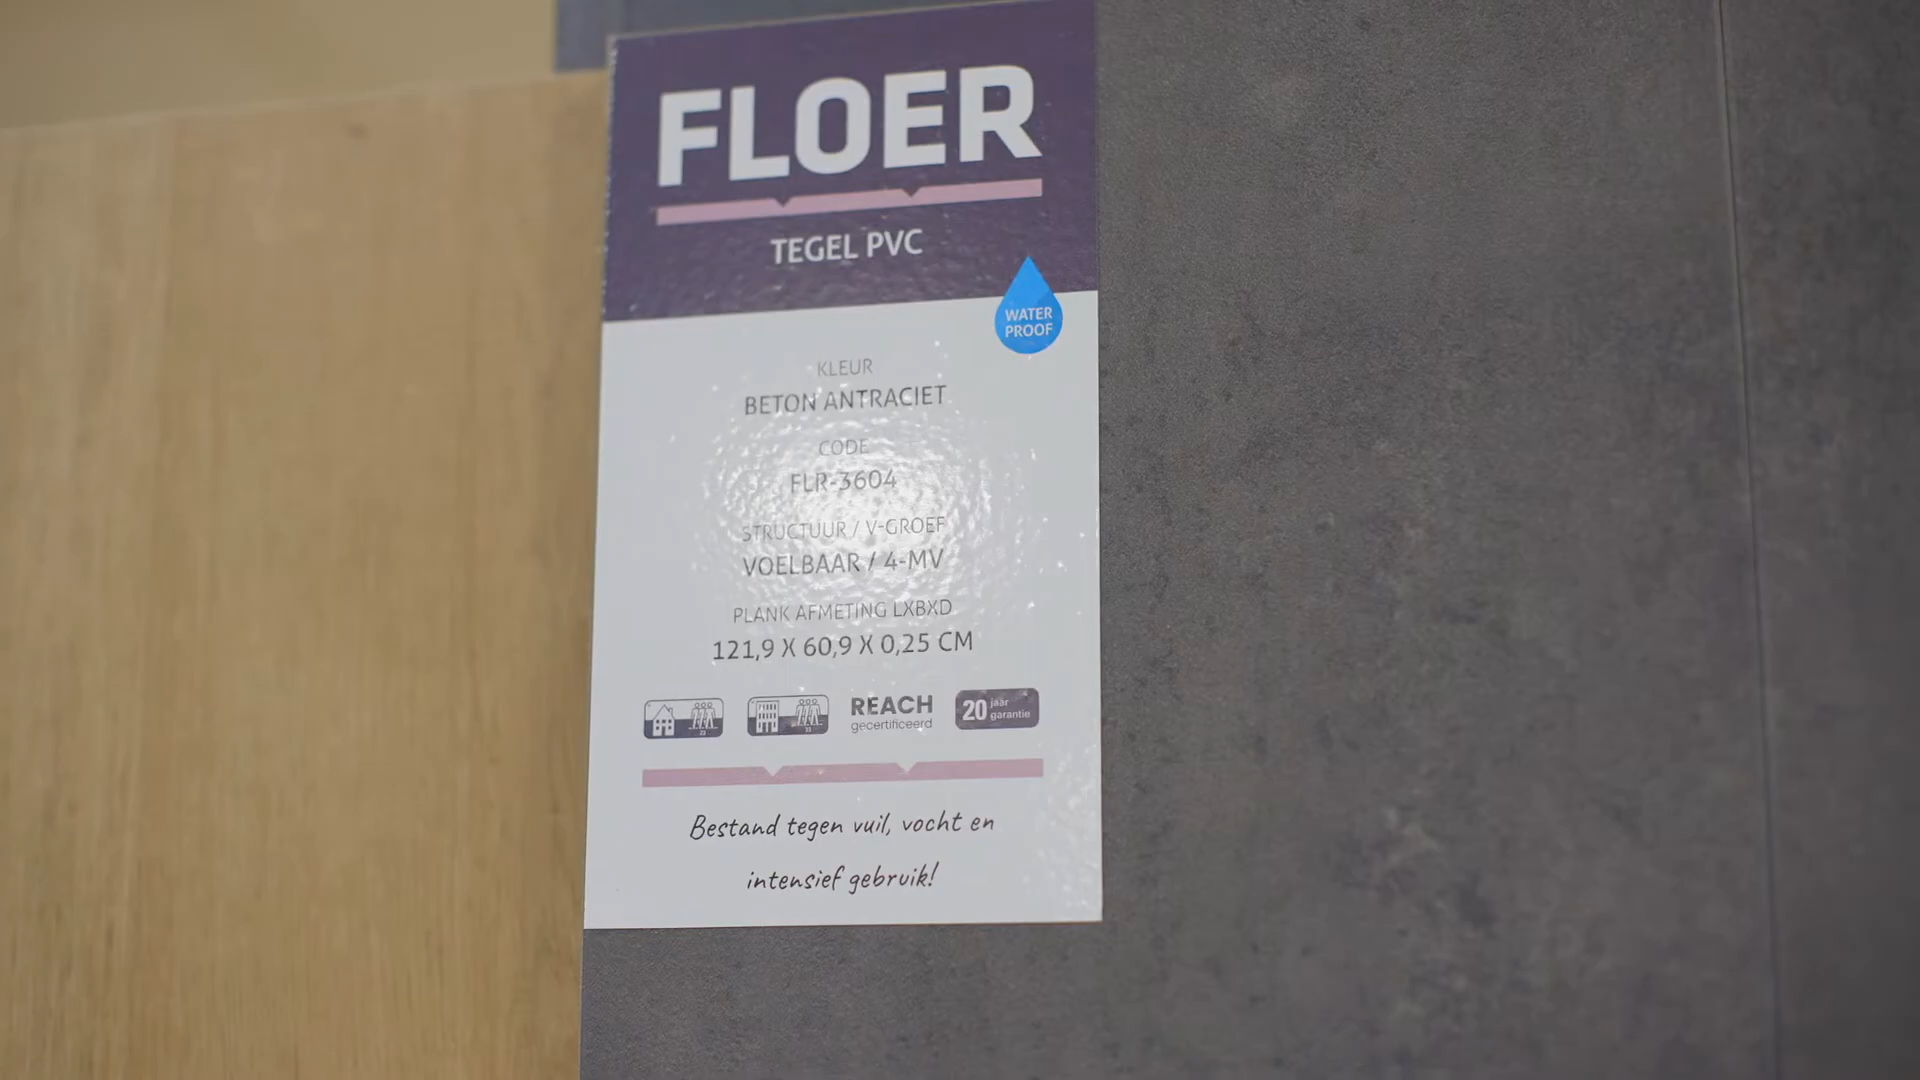 FLOER
TEGEL PVC
WATER
PROOF
KLEUR
BETON ANTRACIET
CODE
FLR-3604
STRUCTUUR / V-GROEF
VOELBAAR / 4-MV
PLANK AFMETING LXBXD
121,9 X 60,9 X 0,25 CM
REACH
gecertificeerd
20 jaar
garantie
Bestand tegen vuil, vocht en
intensief gebruik!